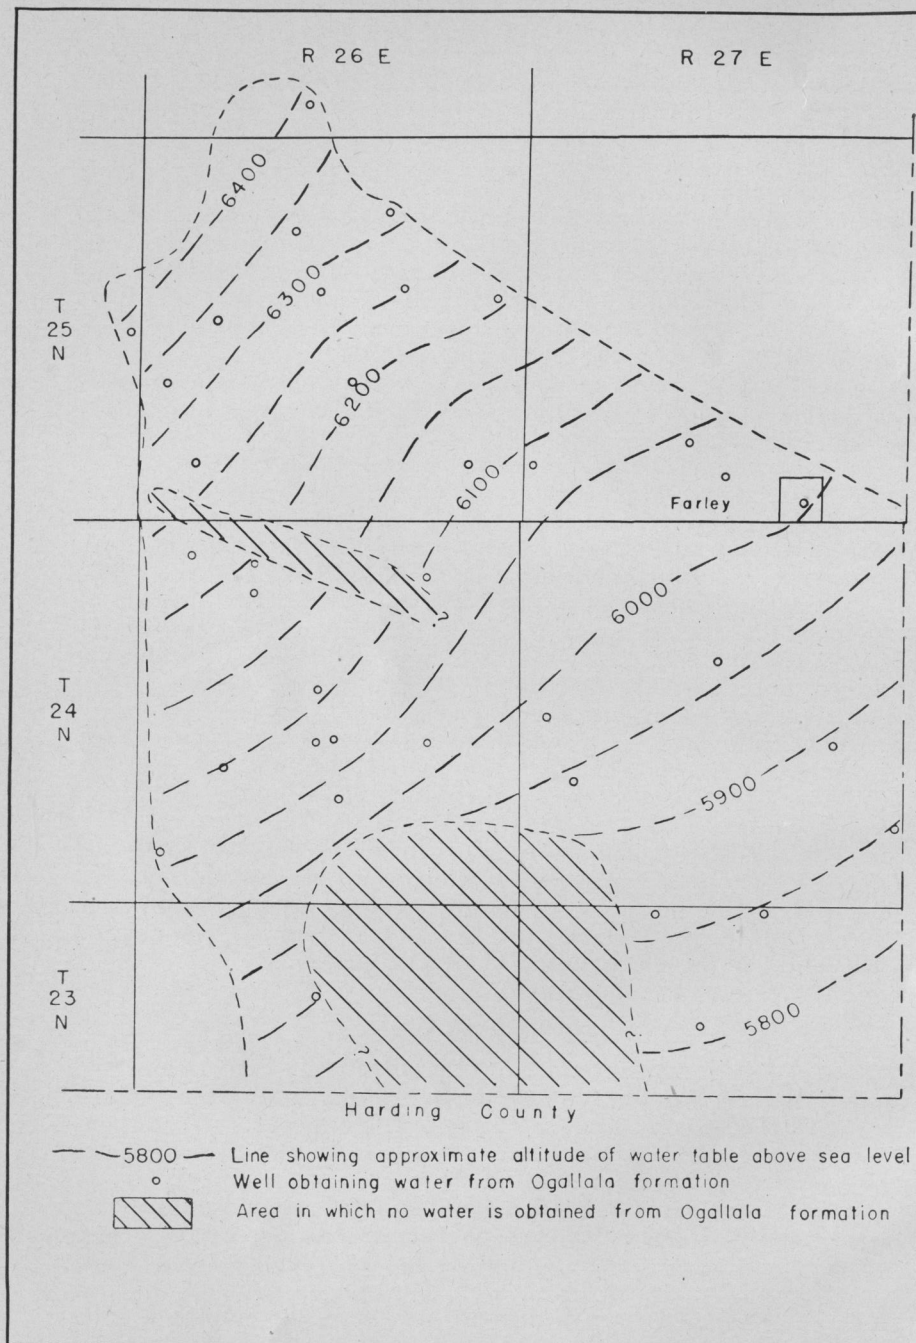 R 26 E
R 27 E
6400
6300
T
25
N
6200
6100
Farley
6000
?
T
24
N
5900
T
23
N
5800
?
?
Harding County
5800 Line showing approximate altitude of water table above sea level
Well obtaining water from Ogallala formation
Area in which no water is obtained from Ogallala formation